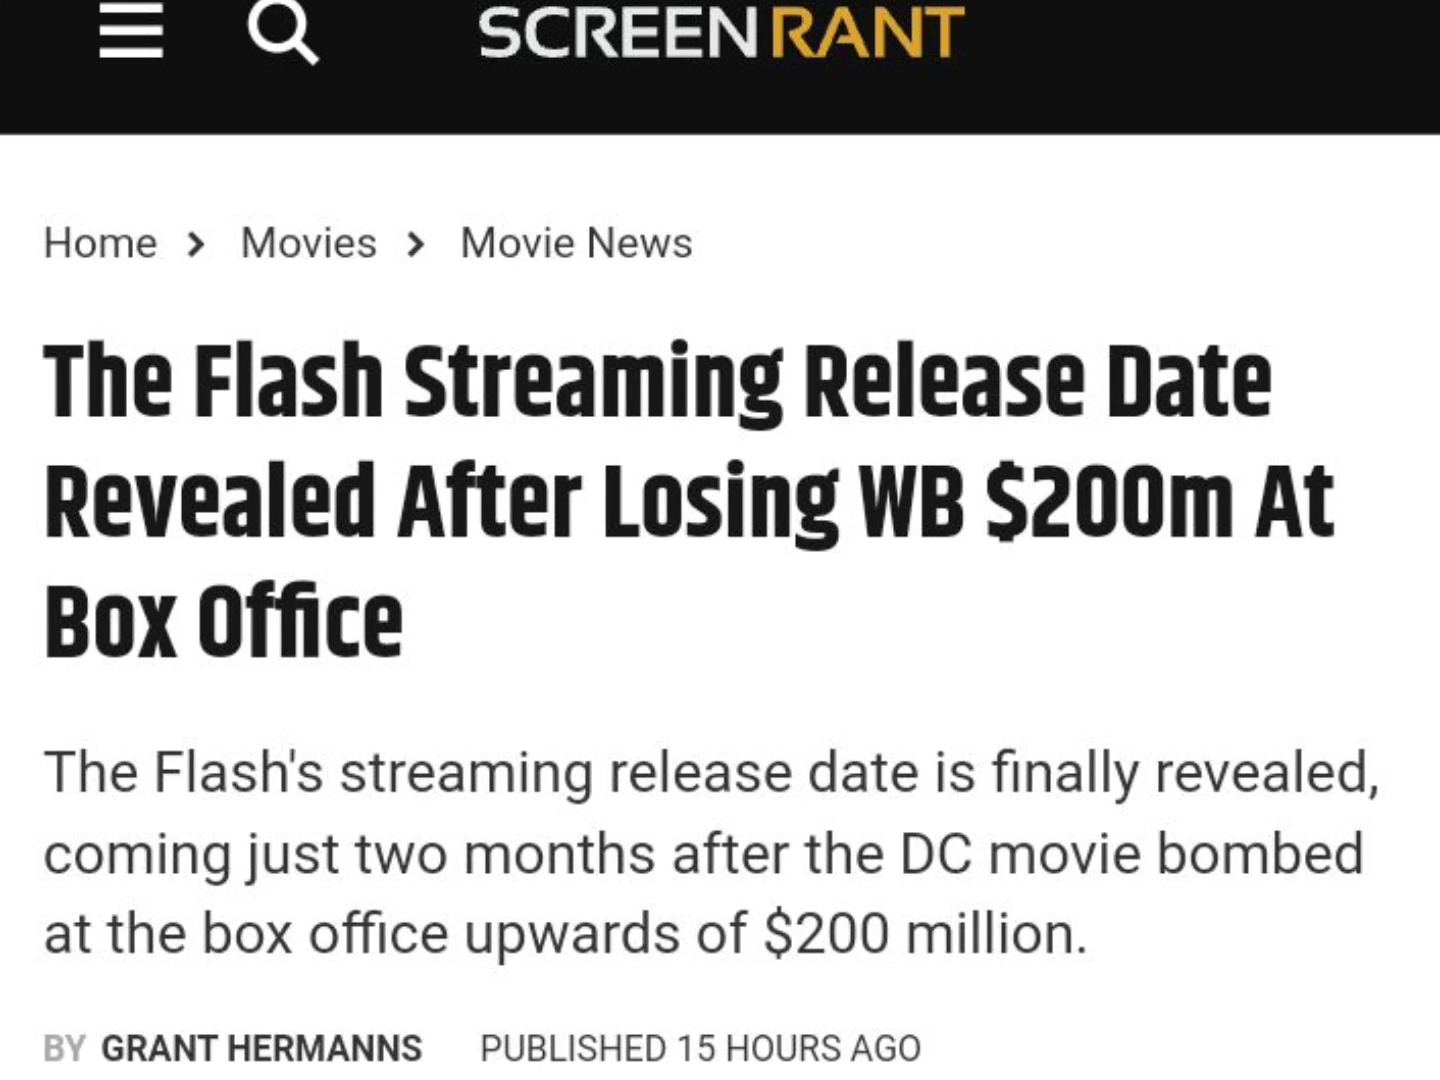 SCREENRANT
Home > Movies > Movie News
The Flash Streaming Release Date
Revealed After Losing WB $200m At
Box Office
The Flash's streaming release date is finally revealed,
coming just two months after the DC movie bombed
at the box office upwards of $200 million.
BY GRANT HERMANNS PUBLISHED 15 HOURS AGO